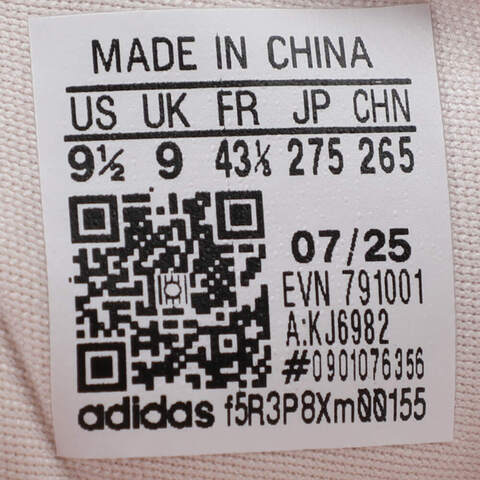 MADE IN CHINA
US UK FR JP CHN
9½ 9 43⅓ 275 265
07/25
EVN 791001
A:KJ6982
#0901076356
adidas f5R3P8Xm00155